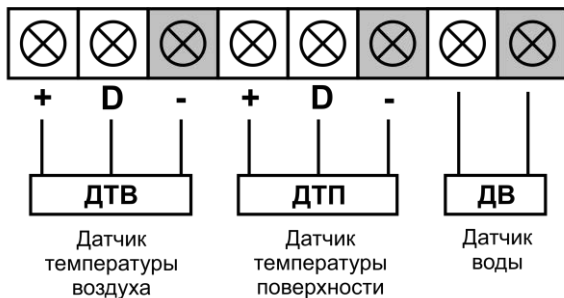 + D - + D -
ДТВ ДТП ДВ
Датчик температуры воздуха
Датчик температуры поверхности
Датчик воды